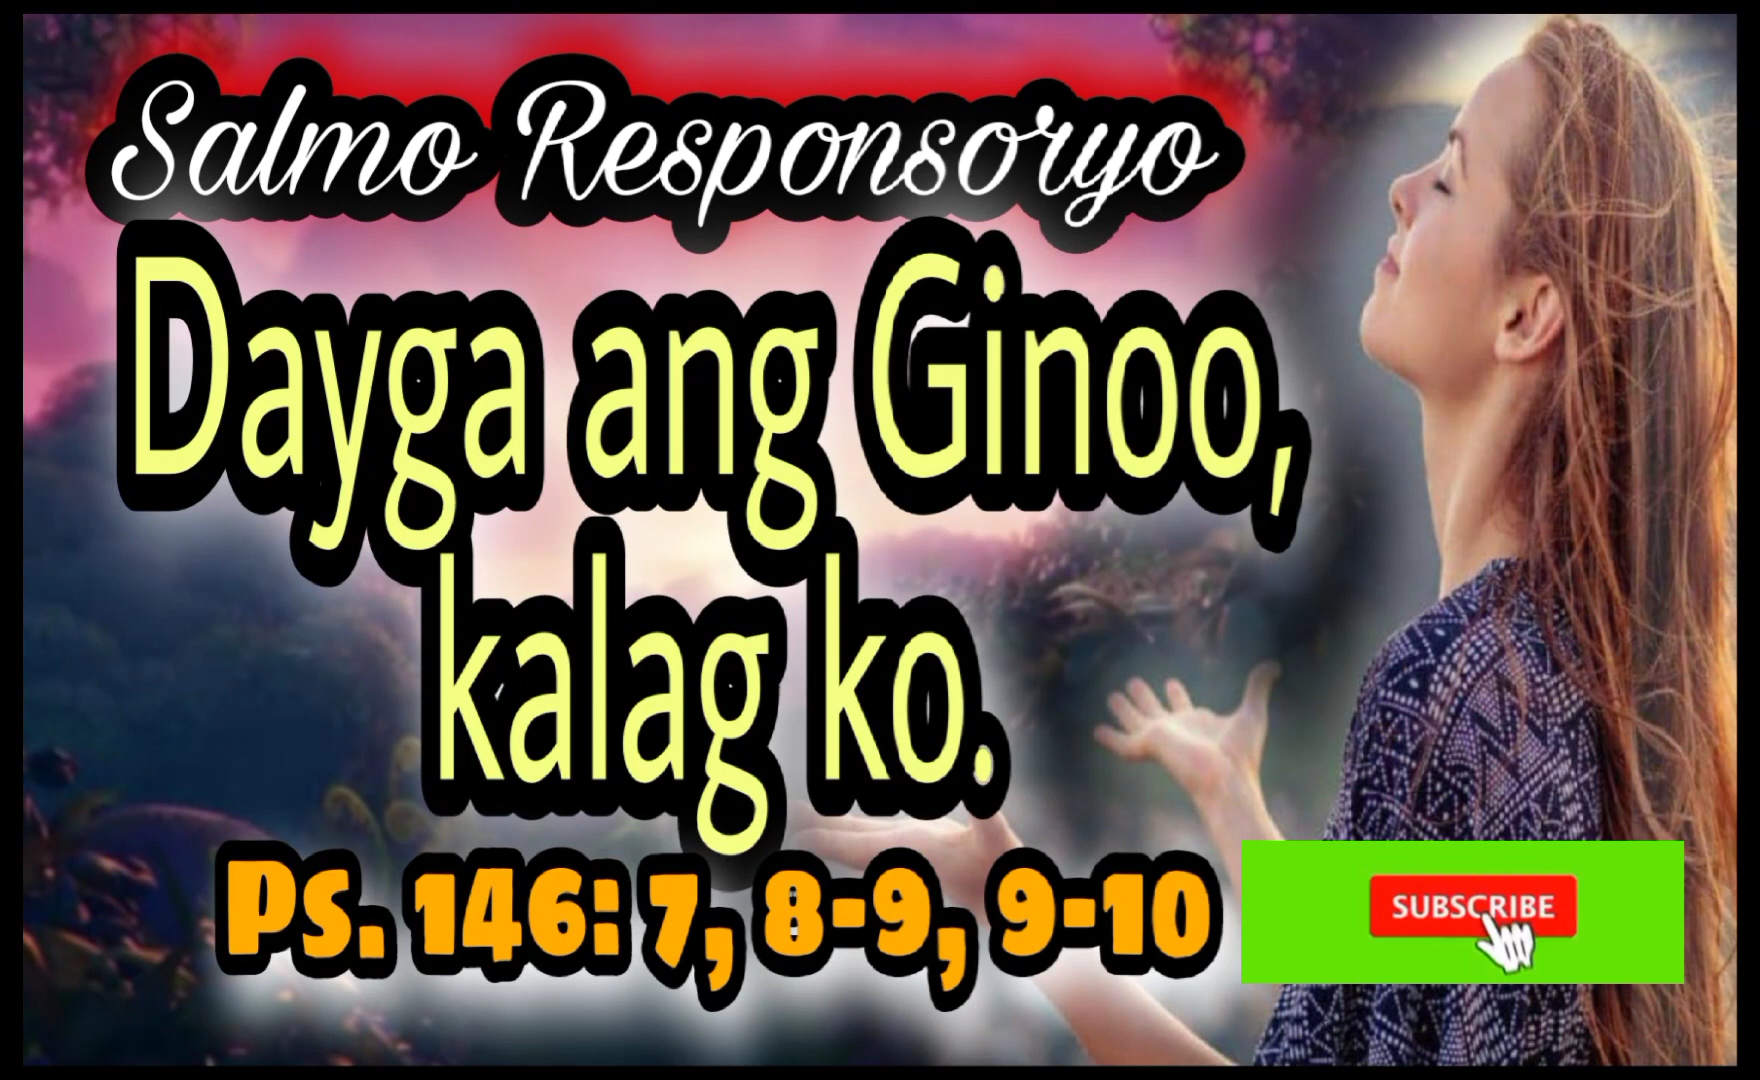 Salmo Responsoryo
Dayga ang Ginoo,
kalag ko.
Ps. 146: 7, 8-9, 9-10
SUBSCRIBE